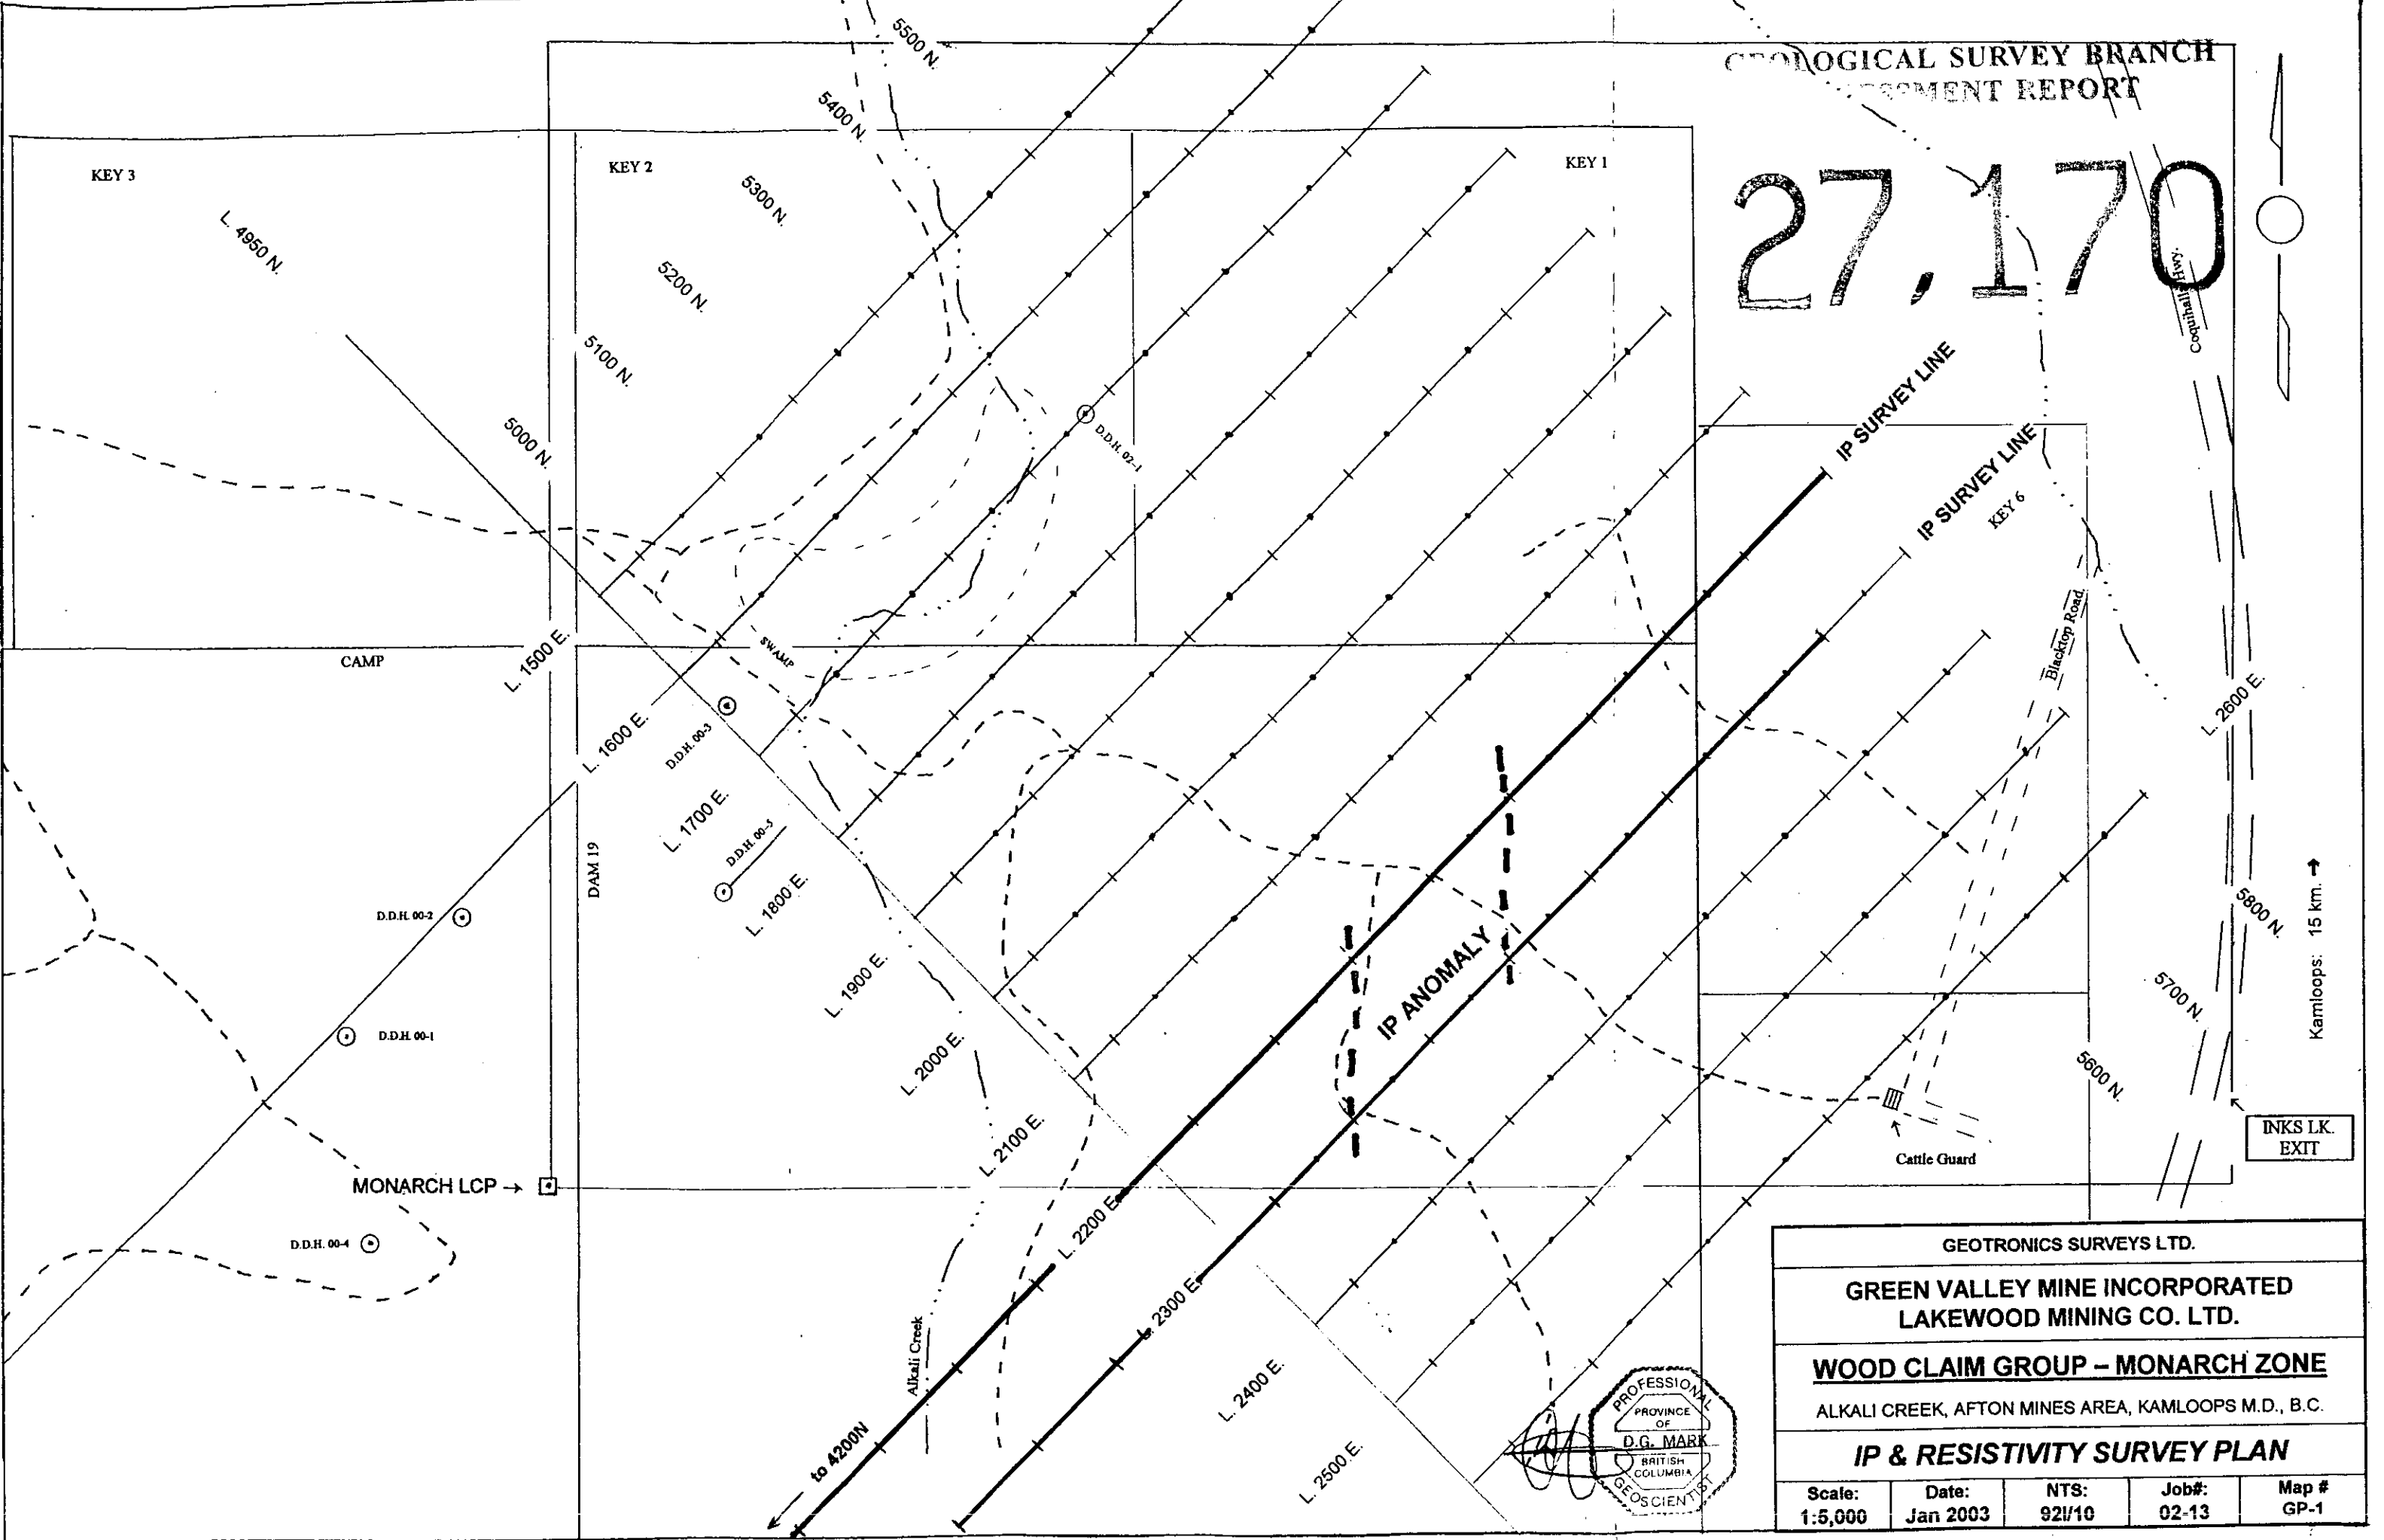 5500 N.
GEOLOGICAL SURVEY BRANCH
ASSESSMENT REPORT
5400 N.
27,170
KEY 3
KEY 2
KEY 1
5300 N.
L. 4950 N.
5200 N.
Coquihalla Hwy.
5100 N.
IP SURVEY LINE
5000 N.
D.D.H. 02-1
IP SURVEY LINE
KEY 6
Blacktop Road
L. 1500 E.
CAMP
SWAMP
L. 2600 E.
L. 1600 E.
D.D.H. 00-3
L. 1700 E.
D.D.H. 00-5
DAM 19
L. 1800 E.
D.D.H. 00-2
5800 N.
Kamloops: 15 km. →
IP ANOMALY
L. 1900 E.
5700 N.
D.D.H. 00-1
L. 2000 E.
5600 N.
L. 2100 E.
INKS LK.
EXIT
Cattle Guard
MONARCH LCP →
L. 2200 E.
D.D.H. 00-4
L. 2300 E.
Alkali Creek
L. 2400 E.
to 4200N
L. 2500 E.
PROFESSIONAL
PROVINCE
OF
D.G. MARK
BRITISH
COLUMBIA
GEOSCIENTIST
GEOTRONICS SURVEYS LTD.
GREEN VALLEY MINE INCORPORATED
LAKEWOOD MINING CO. LTD.
WOOD CLAIM GROUP – MONARCH ZONE
ALKALI CREEK, AFTON MINES AREA, KAMLOOPS M.D., B.C.
IP & RESISTIVITY SURVEY PLAN
Scale: Date: NTS: Job#: Map #
1:5,000 Jan 2003 92I/10 02-13 GP-1